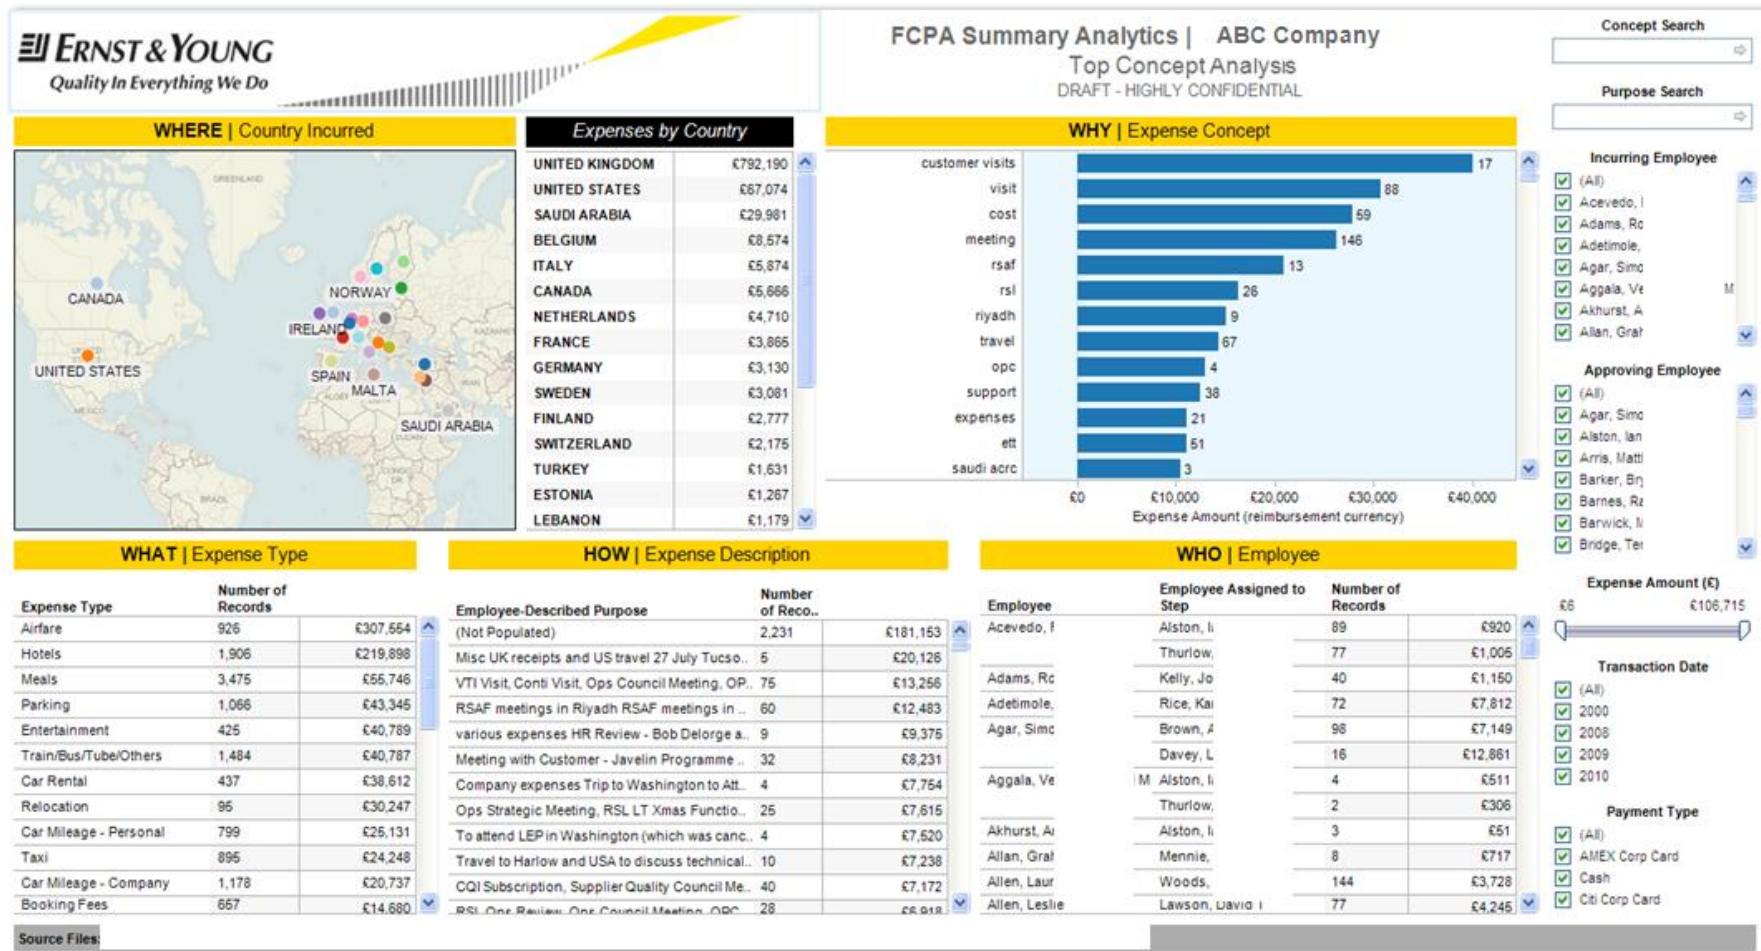 ERNST & YOUNG
Quality In Everything We Do
FCPA Summary Analytics | ABC Company
Top Concept Analysis
DRAFT - HIGHLY CONFIDENTIAL
Concept Search
Purpose Search
WHERE | Country Incurred
GREENLAND
CANADA
NORWAY
IRELAND
UNITED STATES
SPAIN
MALTA
SAUDI ARABIA
MEXICO
BRAZIL
IRAN
Expenses by Country
UNITED KINGDOM £792,190
UNITED STATES £67,074
SAUDI ARABIA £29,981
BELGIUM £8,574
ITALY £5,874
CANADA £5,666
NETHERLANDS £4,710
FRANCE £3,865
GERMANY £3,130
SWEDEN £3,081
FINLAND £2,777
SWITZERLAND £2,175
TURKEY £1,631
ESTONIA £1,267
LEBANON £1,179
WHY | Expense Concept
customer visits 17
visit 88
cost 59
meeting 146
rsaf 13
rsl 26
riyadh 9
travel 67
opc 4
support 38
expenses 21
ett 51
saudi acrc 3
£0 £10,000 £20,000 £30,000 £40,000
Expense Amount (reimbursement currency)
Incurring Employee
(All)
Acevedo,
Adams, Ro
Adetimole,
Agar, Simo
Aggala, Ve M
Akhurst, A
Allan, Grah
Approving Employee
(All)
Agar, Simo
Alston, Ian
Arris, Matt
Barker, Bry
Barnes, Ra
Barwick, M
Bridge, Ter
Expense Amount (£)
£6 £106,715
Transaction Date
(All)
2000
2008
2009
2010
Payment Type
(All)
AMEX Corp Card
Cash
Citi Corp Card
WHAT | Expense Type
Expense Type Number of Records
Airfare 926 £307,554
Hotels 1,906 £219,898
Meals 3,475 £55,746
Parking 1,066 £43,345
Entertainment 425 £40,789
Train/Bus/Tube/Others 1,484 £40,787
Car Rental 437 £38,612
Relocation 95 £30,247
Car Mileage - Personal 799 £25,131
Taxi 895 £24,248
Car Mileage - Company 1,178 £20,737
Booking Fees 657 £14,680
HOW | Expense Description
Employee-Described Purpose Number of Reco..
(Not Populated) 2,231 £181,153
Misc UK receipts and US travel 27 July Tucso.. 5 £20,126
VTI Visit, Conti Visit, Ops Council Meeting, OP.. 75 £13,256
RSAF meetings in Riyadh RSAF meetings in .. 60 £12,483
various expenses HR Review - Bob Delorge a.. 9 £9,375
Meeting with Customer - Javelin Programme .. 32 £8,231
Company expenses Trip to Washington to Att.. 4 £7,754
Ops Strategic Meeting, RSL LT Xmas Functio.. 25 £7,615
To attend LEP in Washington (which was canc.. 4 £7,520
Travel to Harlow and USA to discuss technical.. 10 £7,238
CQI Subscription, Supplier Quality Council Me.. 40 £7,172
RSL Ops Review, Ops Council Meeting, OPC 28 £6,918
WHO | Employee
Employee Employee Assigned to Step Number of Records
Acevedo, Alston, 89 £920
Thurlow, 77 £1,005
Adams, Ro Kelly, Jo 40 £1,150
Adetimole, Rice, Kar 72 £7,812
Agar, Simo Brown, A 98 £7,149
Davey, L 16 £12,861
Aggala, Ve M Alston, 4 £511
Thurlow, 2 £306
Akhurst, A Alston, 3 £51
Allan, Grah Mennie, 8 £717
Allen, Laur Woods, 144 £3,728
Allen, Leslie Lawson, David 77 £4,245
Source Files: